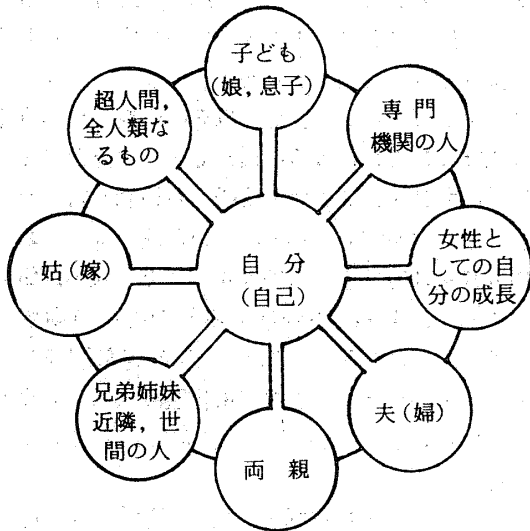 子ども
(娘,息子)
専門
機関の人
女性と
しての自
分の成長
夫(婦)
両親
兄弟姉妹
近隣,世
間の人
姑(嫁)
超人間,
全人類な
るもの
自分
(自己)